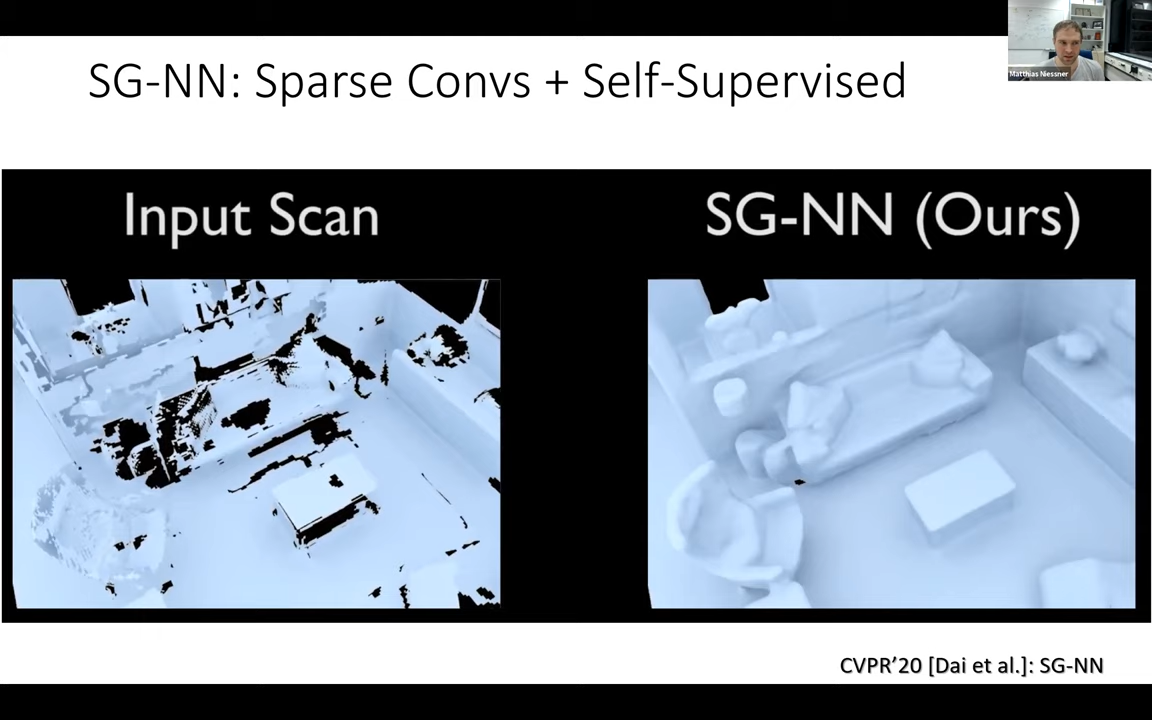 SG-NN: Sparse Convs + Self-Supervised
Matthias Niessner
Input Scan
SG-NN (Ours)
CVPR'20 [Dai et al.]: SG-NN